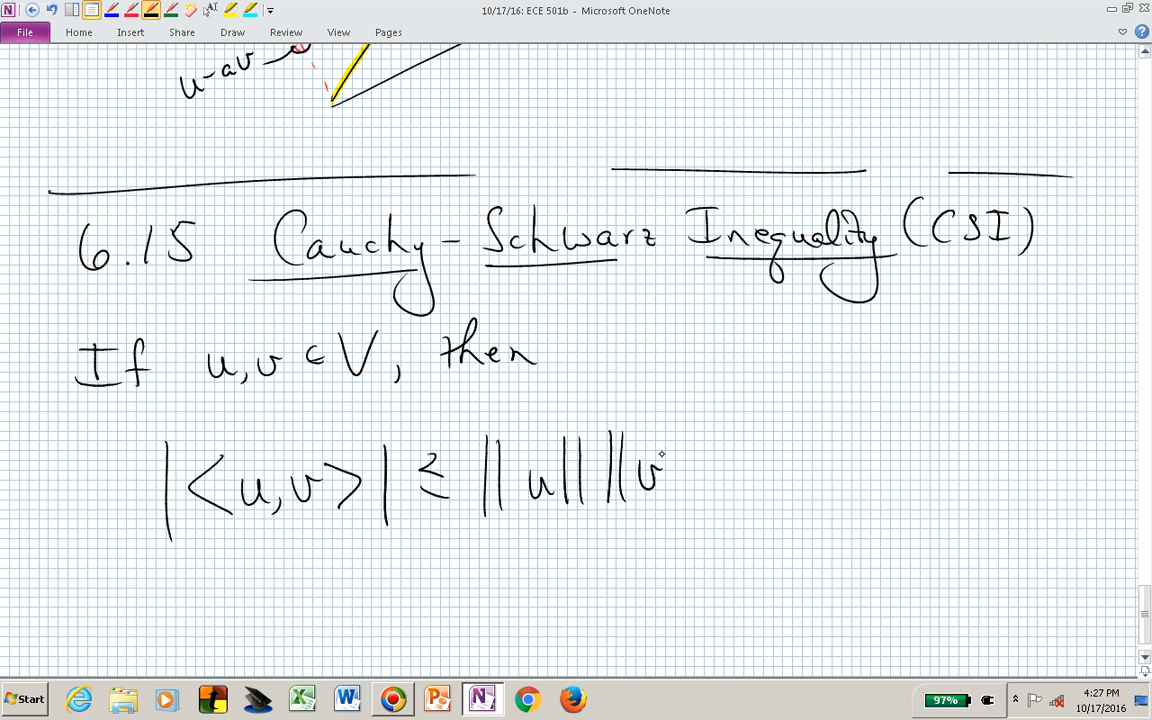 10/17/16: ECE 501b - Microsoft OneNote
File Home Insert Share Draw Review View Pages
u-av
6.15 Cauchy-Schwarz Inequality (CSI)
If u,v ∈ V, then
|<u,v>| ≤ ||u|| ||v
Start
97%
4:27 PM
10/17/2016